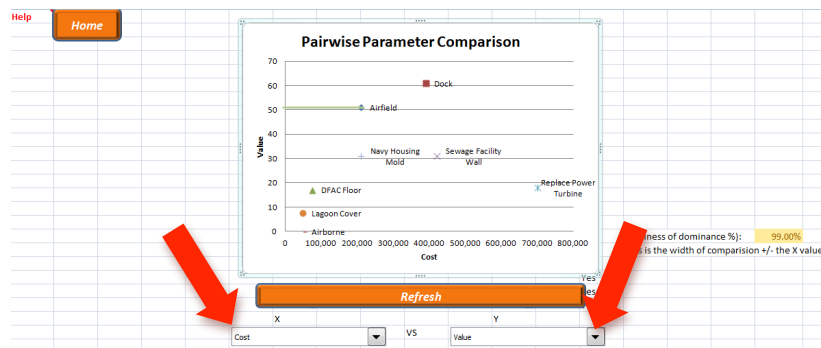 Help
Home
Pairwise Parameter Comparison
70
60
50
40
30
20
10
0
Value
Dock
Airfield
Navy Housing
Mold
Sewage Facility
Wall
DFAC Floor
Replace Power
Turbine
Lagoon Cover
Airborne
0 100,000 200,000 300,000 400,000 500,000 600,000 700,000 800,000
Cost
of dominance %): 99.00%
is the width of comparision +/- the X value
Yes
Refresh
X Y
Cost VS Value